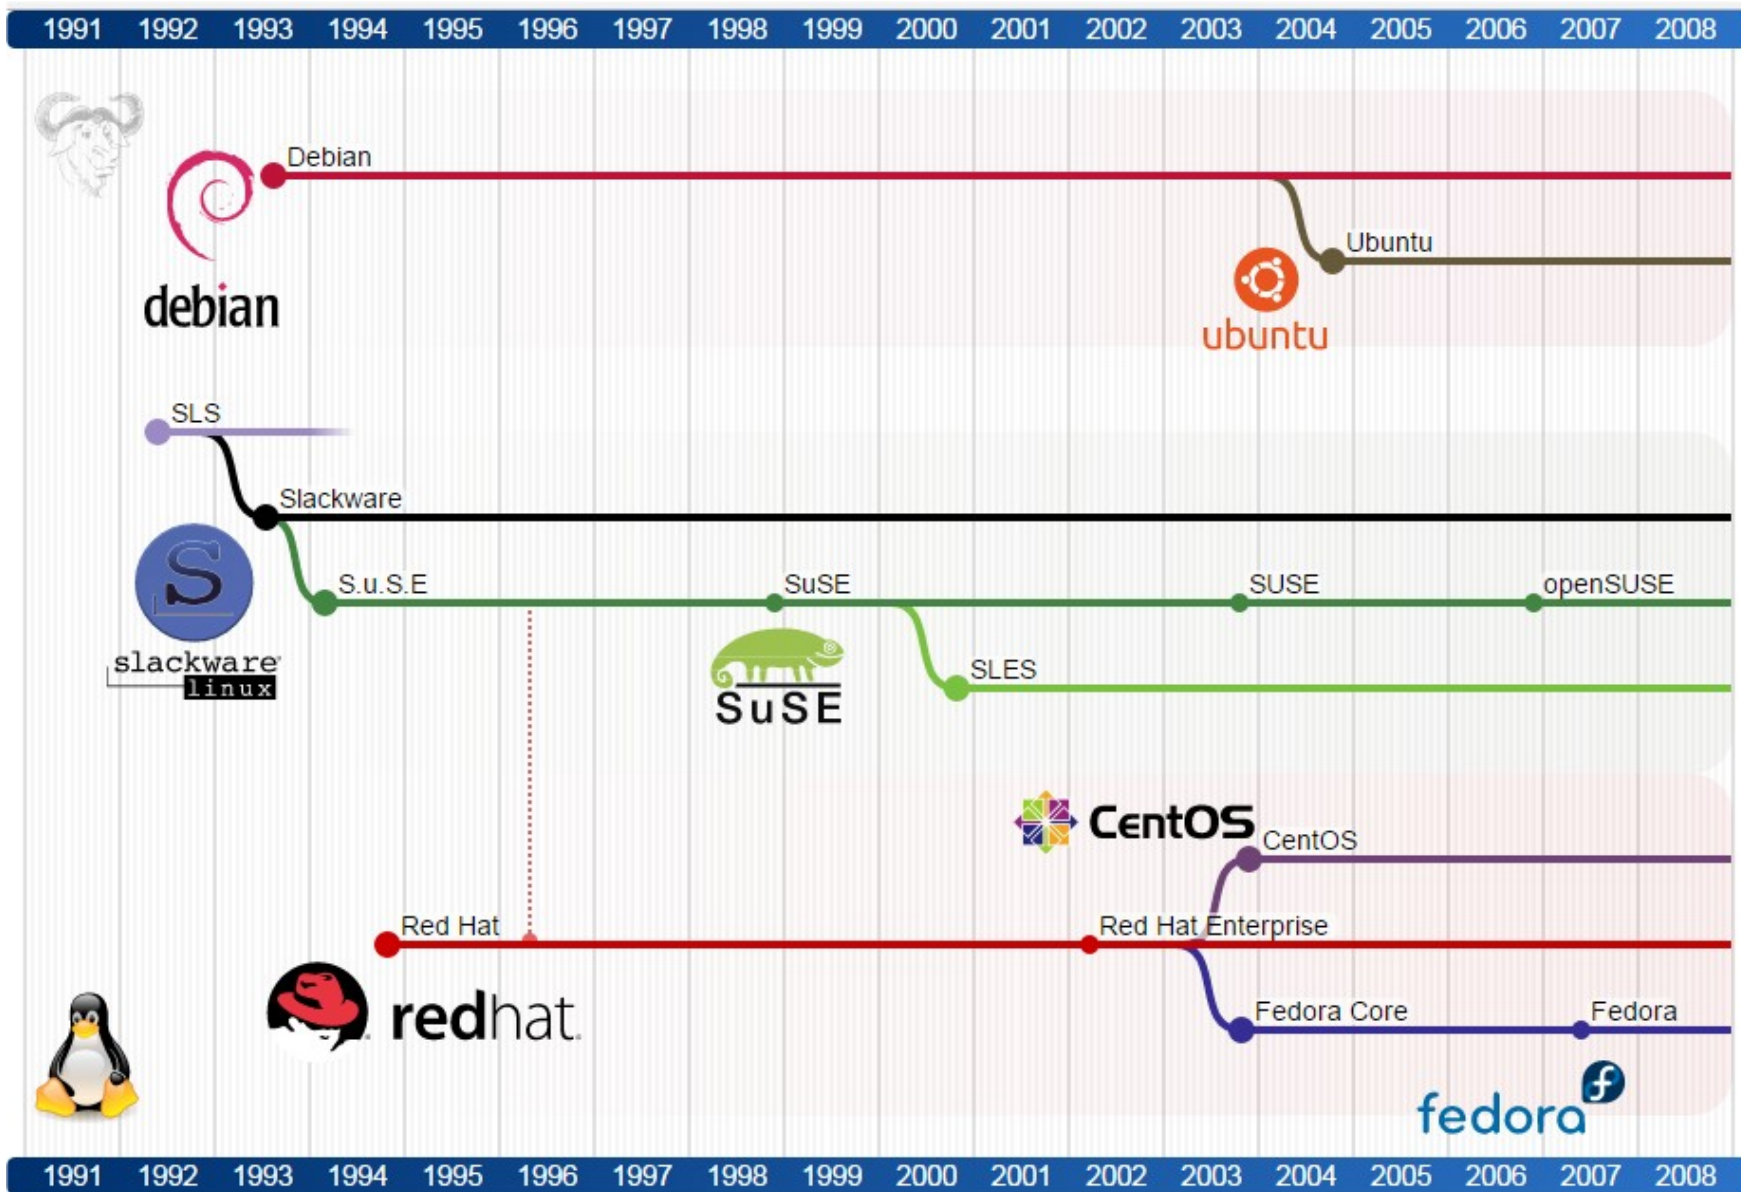 1991 1992 1993 1994 1995 1996 1997 1998 1999 2000 2001 2002 2003 2004 2005 2006 2007 2008
Debian
debian
Ubuntu
ubuntu
SLS
Slackware
slackware
linux
S.u.S.E
SuSE
SUSE
openSUSE
SuSE
SLES
CentOS
CentOS
Red Hat
Red Hat Enterprise
redhat.
Fedora Core
Fedora
fedora
1991 1992 1993 1994 1995 1996 1997 1998 1999 2000 2001 2002 2003 2004 2005 2006 2007 2008